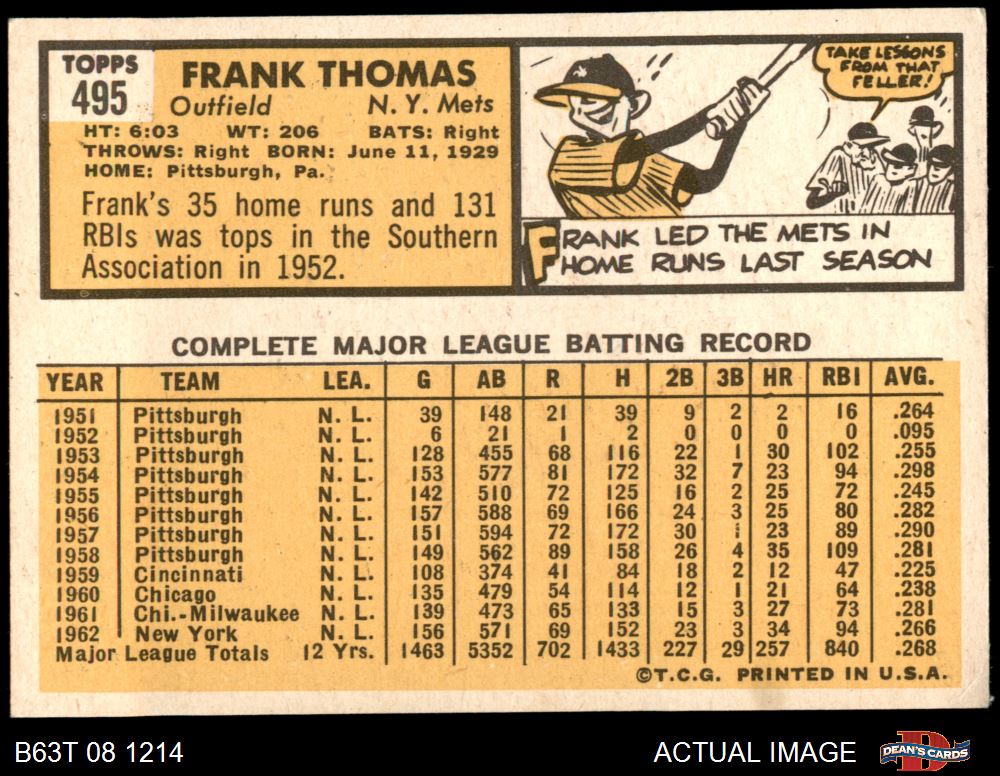 TOPPS
495
FRANK THOMAS
Outfield N. Y. Mets
HT: 6:03 WT: 206 BATS: Right
THROWS: Right BORN: June 11, 1929
HOME: Pittsburgh, Pa.
Frank's 35 home runs and 131
RBIs was tops in the Southern
Association in 1952.
TAKE LESSONS
FROM THAT
FELLER!
FRANK LED THE METS IN
HOME RUNS LAST SEASON
COMPLETE MAJOR LEAGUE BATTING RECORD
YEAR TEAM LEA. G AB R H 2B 3B HR RBI AVG.
1951 Pittsburgh N. L. 39 148 21 39 9 2 2 16 .264
1952 Pittsburgh N. L. 6 21 1 2 0 0 0 0 .095
1953 Pittsburgh N. L. 128 455 68 116 22 1 30 102 .255
1954 Pittsburgh N. L. 153 577 81 172 32 7 23 94 .298
1955 Pittsburgh N. L. 142 510 72 125 16 2 25 72 .245
1956 Pittsburgh N. L. 157 588 69 166 24 3 25 80 .282
1957 Pittsburgh N. L. 151 594 72 172 30 1 23 89 .290
1958 Pittsburgh N. L. 149 562 89 158 26 4 35 109 .281
1959 Cincinnati N. L. 108 374 41 84 18 2 12 47 .225
1960 Chicago N. L. 135 479 54 114 12 1 21 64 .238
1961 Chi.-Milwaukee N. L. 139 473 65 133 15 3 27 73 .281
1962 New York N. L. 156 571 69 152 23 3 34 94 .266
Major League Totals 12 Yrs. 1463 5352 702 1433 227 29 257 840 .268
©T.C.G. PRINTED IN U.S.A.
B63T 08 1214 ACTUAL IMAGE DEAN'S CARDS